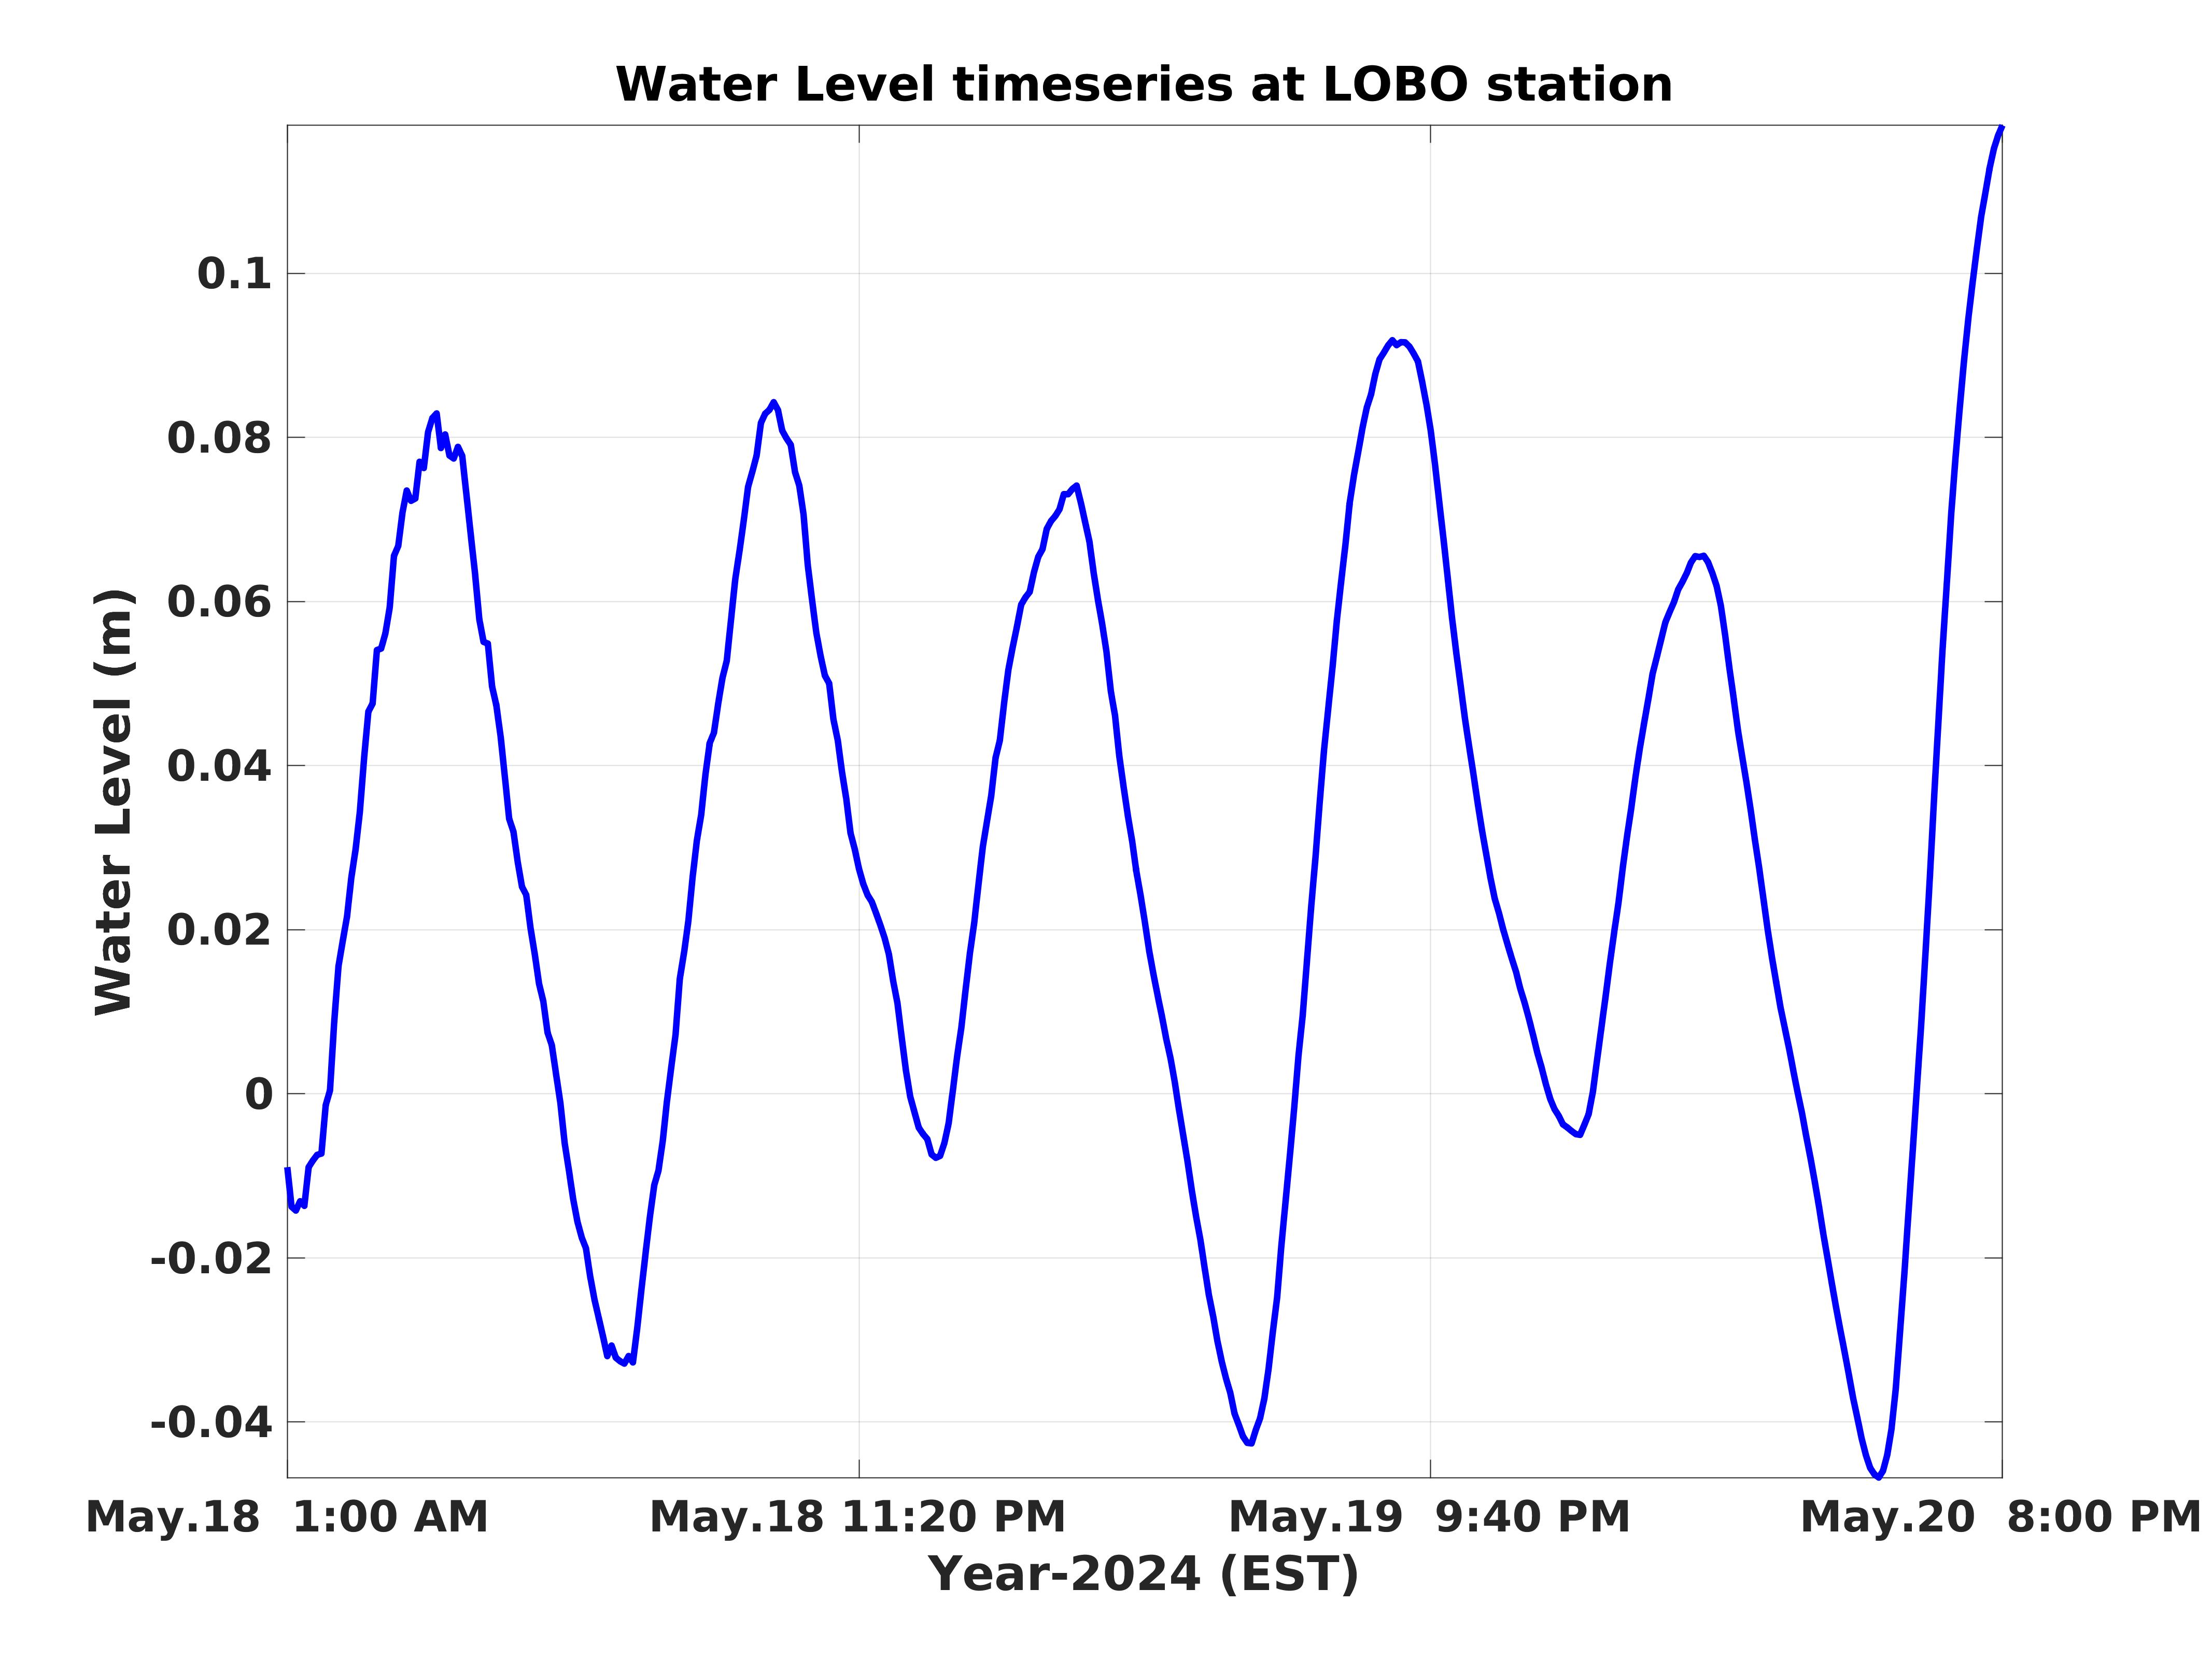 Water Level timeseries at LOBO station
Water Level (m)
0.1
0.08
0.06
0.04
0.02
0
-0.02
-0.04
May.18  1:00 AM
May.18 11:20 PM
May.19  9:40 PM
May.20  8:00 PM
Year-2024 (EST)